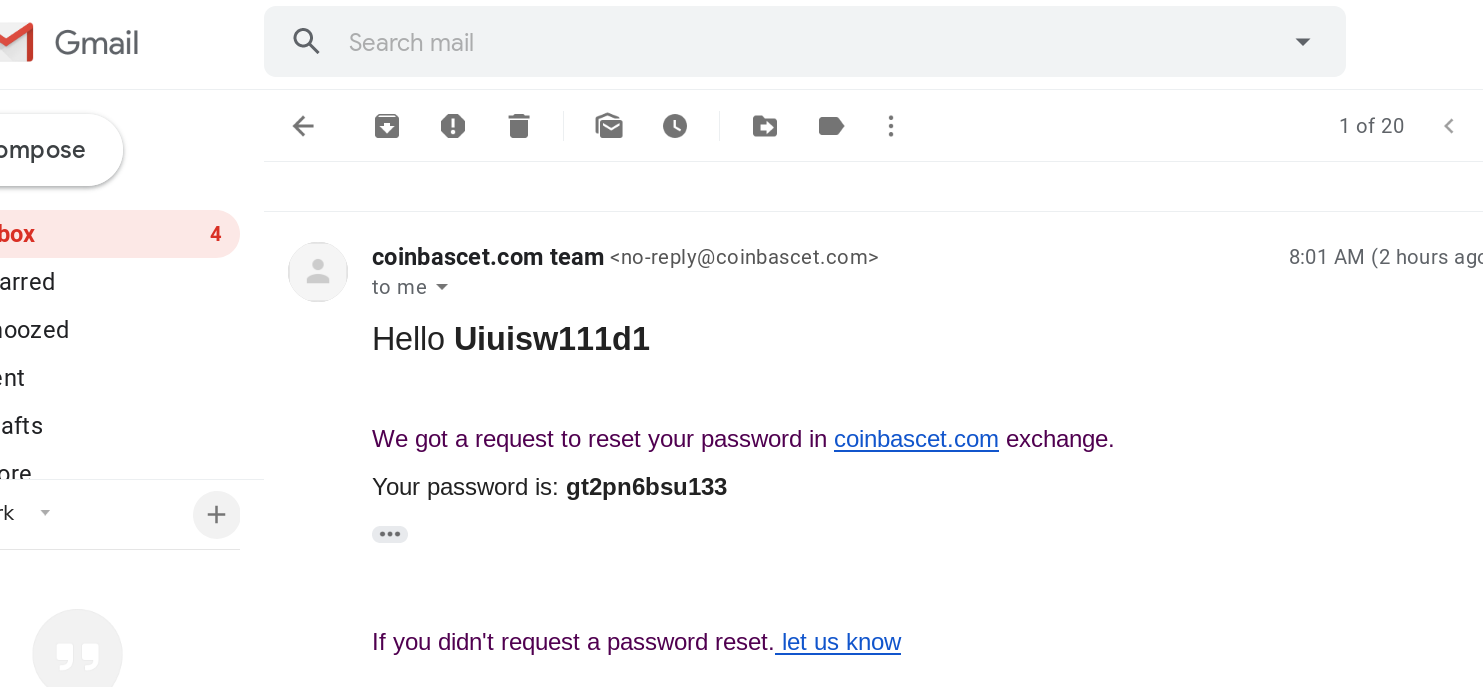 Gmail
Search mail
ompose
1 of 20
box 4
arred
oozed
ent
afts
ore
rk
coinbascet.com team <no-reply@coinbascet.com>
8:01 AM (2 hours ago
to me
Hello Uiuisw111d1
We got a request to reset your password in coinbascet.com exchange.
Your password is: gt2pn6bsu133
If you didn't request a password reset. let us know